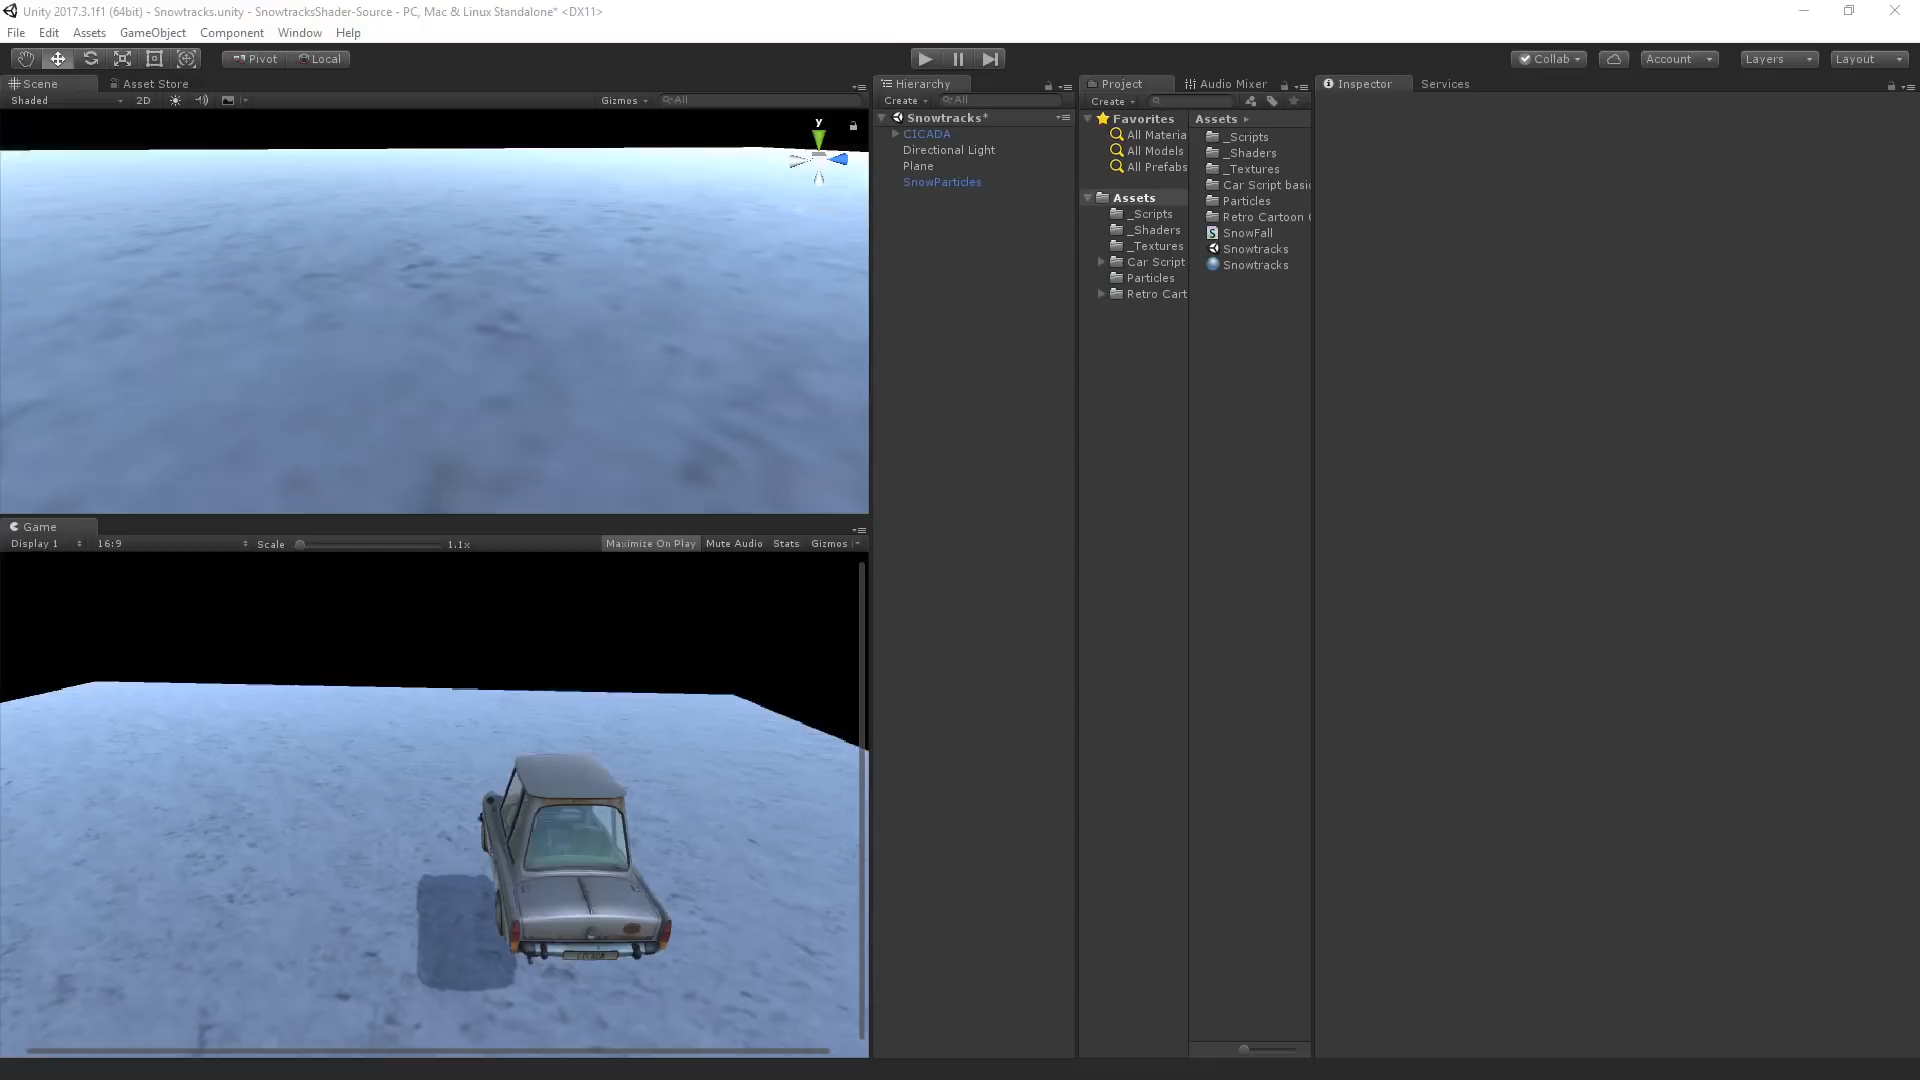 Unity 2017.3.1f1 (64bit) - Snowtracks.unity - SnowtracksShader-Source - PC, Mac & Linux Standalone* <DX11>
File Edit Assets GameObject Component Window Help
Pivot Local Collab Account Layers Layout
Scene Asset Store
Shaded 2D Gizmos All
y
Game
Display 1 16:9 Scale 1.1x Maximize On Play Mute Audio Stats Gizmos
Hierarchy
Create All
Snowtracks*
CICADA
Directional Light
Plane
SnowParticles
Project Audio Mixer
Create
Favorites
All Materia
All Models
All Prefabs
Assets
_Scripts
_Shaders
_Textures
Car Script
Particles
Retro Cart
Assets
_Scripts
_Shaders
_Textures
Car Script basic
Particles
Retro Cartoon
SnowFall
Snowtracks
Snowtracks
Inspector Services